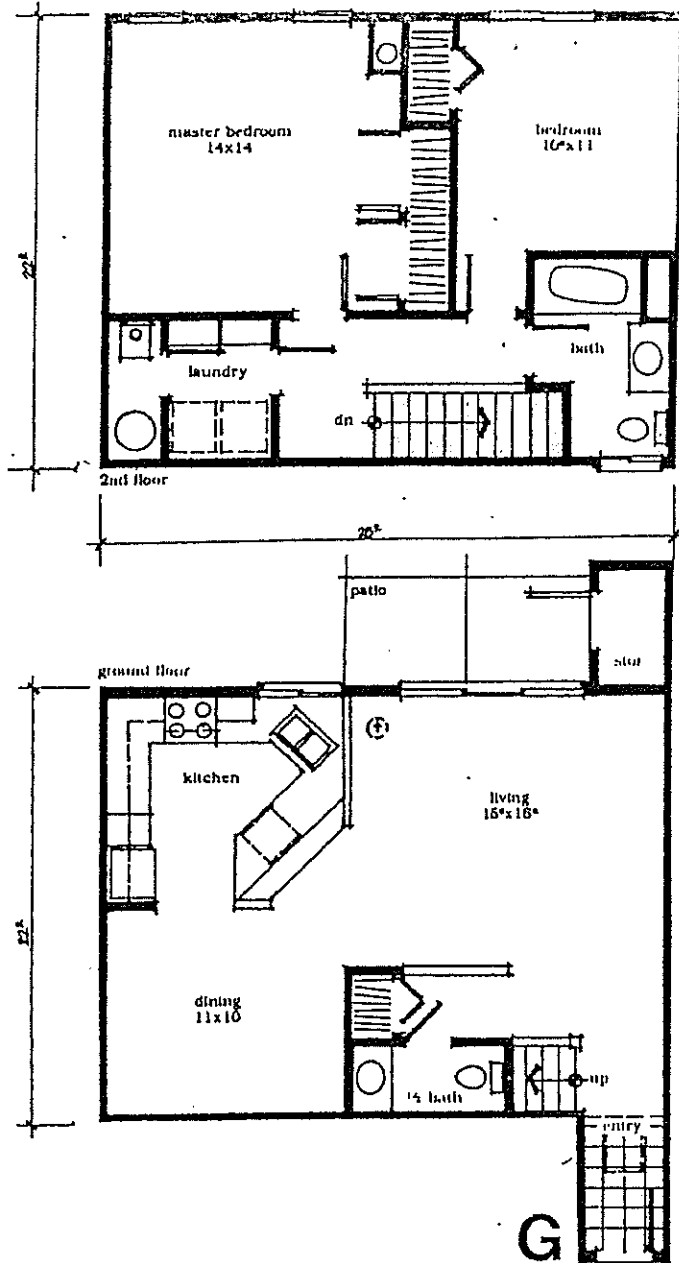 master bedroom
14x14
bedroom
laundry
bath
dn
2nd floor
patio
stor
ground floor
kitchen
living
dining
11x10
½ bath
up
entry
G